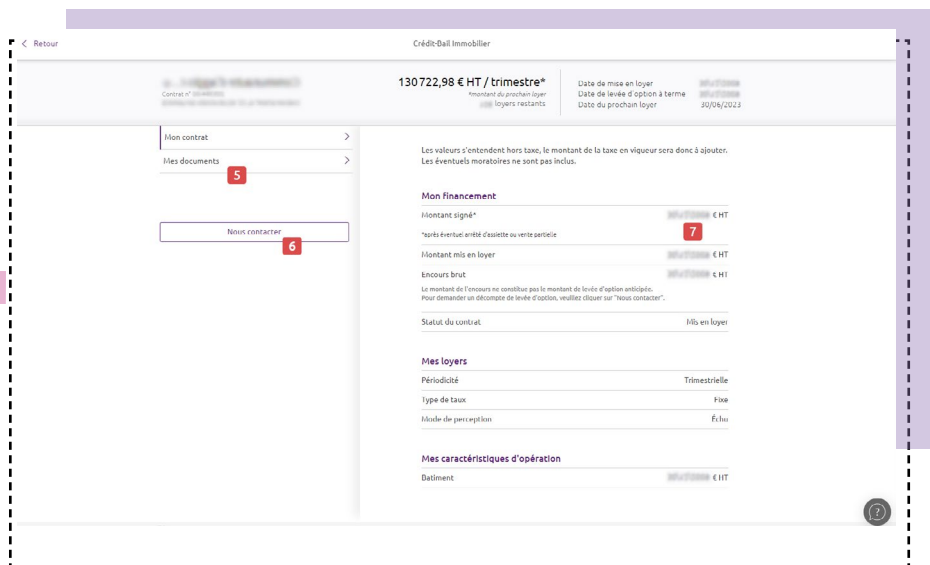 Retour
Crédit-Bail Immobilier
130 722,98 € HT / trimestre*
*montant du prochain loyer
loyers restants
Contrat n°
Date de mise en loyer
Date de levée d'option à terme
Date du prochain loyer 30/06/2023
Mon contrat
Mes documents
5
Nous contacter
6
Les valeurs s'entendent hors taxe, le montant de la taxe en vigueur sera donc à ajouter.
Les éventuels moratoires ne sont pas inclus.
Mon financement
Montant signé* € HT
*après éventuel arrêté d'assiette ou vente partielle
7
Montant mis en loyer € HT
Encours brut € HT
Le montant de l'encours ne constitue pas le montant de levée d'option anticipée.
Pour demander un décompte de levée d'option, veuillez cliquer sur "Nous contacter".
Statut du contrat Mis en loyer
Mes loyers
Périodicité Trimestrielle
Type de taux Fixe
Mode de perception Échu
Mes caractéristiques d'opération
Batiment € HT
?